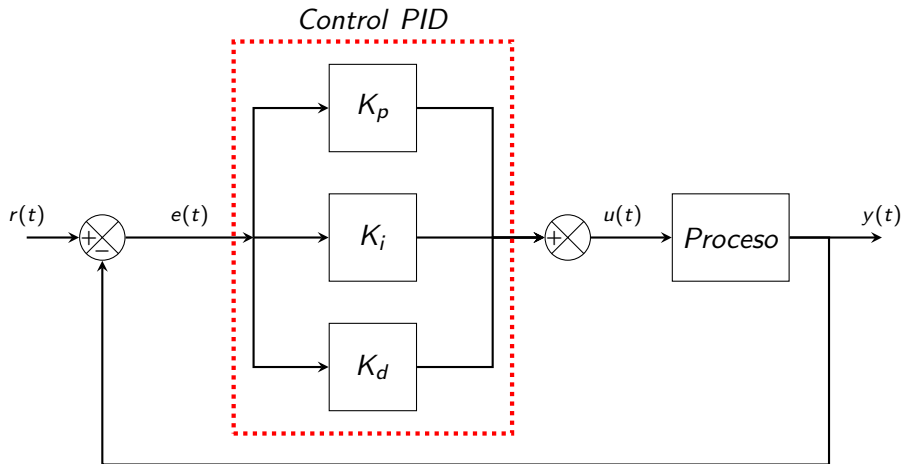 Control PID
K_p
r(t)
+
−
e(t)
K_i
+
u(t)
Proceso
y(t)
K_d